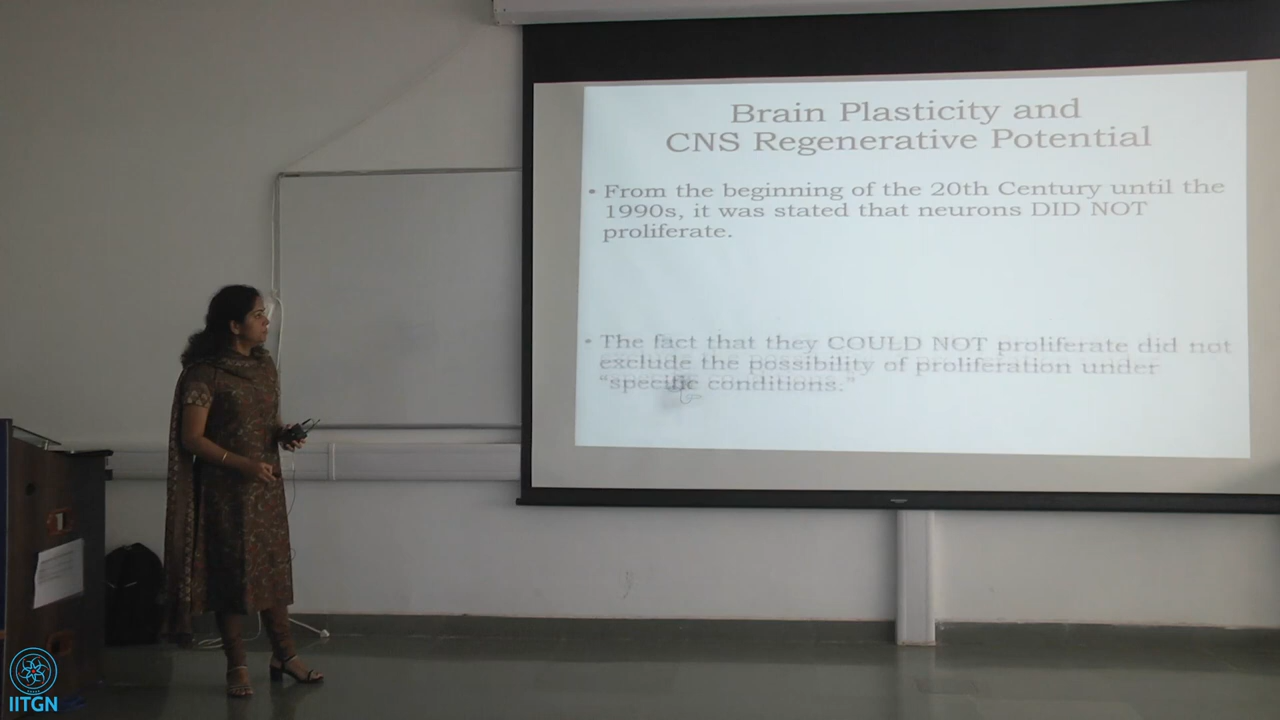 Brain Plasticity and
CNS Regenerative Potential
• From the beginning of the 20th Century until the
1990s, it was stated that neurons DID NOT
proliferate.
• The fact that they COULD NOT proliferate did not
exclude the possibility of proliferation under
"specific conditions."
IITGN